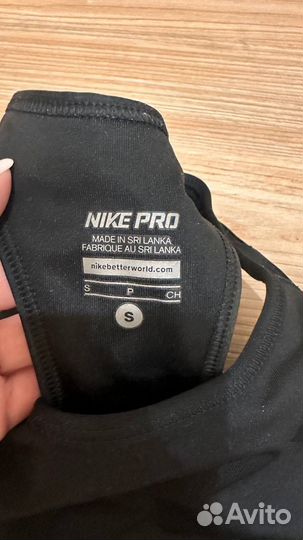 NIKE PRO
MADE IN SRI LANKA
FABRIQUE AU SRI LANKA
nikebetterworld.com
S P CH
S
Avito